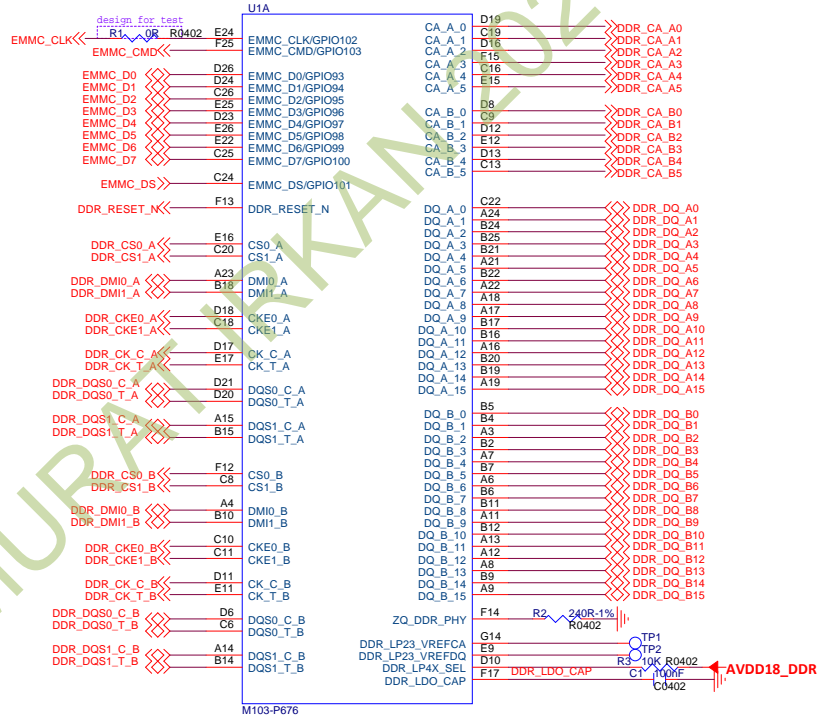 U1A
design for test
R1 0R R0402
EMMC_CLK E24 EMMC_CLK/GPIO102
EMMC_CMD F25 EMMC_CMD/GPIO103
EMMC_D0 D26 EMMC_D0/GPIO93
EMMC_D1 D24 EMMC_D1/GPIO94
EMMC_D2 C26 EMMC_D2/GPIO95
EMMC_D3 E25 EMMC_D3/GPIO96
EMMC_D4 D23 EMMC_D4/GPIO97
EMMC_D5 E26 EMMC_D5/GPIO98
EMMC_D6 E22 EMMC_D6/GPIO99
EMMC_D7 C25 EMMC_D7/GPIO100
EMMC_DS C24 EMMC_DS/GPIO101
DDR_RESET_N F13 DDR_RESET_N
DDR_CS0_A E16 CS0_A
DDR_CS1_A C20 CS1_A
DDR_DMI0_A A23 DMI0_A
DDR_DMI1_A B18 DMI1_A
DDR_CKE0_A D18 CKE0_A
DDR_CKE1_A C18 CKE1_A
DDR_CK_C_A D17 CK_C_A
DDR_CK_T_A E17 CK_T_A
DDR_DQS0_C_A D21 DQS0_C_A
DDR_DQS0_T_A D20 DQS0_T_A
DDR_DQS1_C_A A15 DQS1_C_A
DDR_DQS1_T_A B15 DQS1_T_A
DDR_CS0_B F12 CS0_B
DDR_CS1_B C8 CS1_B
DDR_DMI0_B A4 DMI0_B
DDR_DMI1_B B10 DMI1_B
DDR_CKE0_B C10 CKE0_B
DDR_CKE1_B C11 CKE1_B
DDR_CK_C_B D11 CK_C_B
DDR_CK_T_B E11 CK_T_B
DDR_DQS0_C_B D6 DQS0_C_B
DDR_DQS0_T_B C6 DQS0_T_B
DDR_DQS1_C_B A14 DQS1_C_B
DDR_DQS1_T_B B14 DQS1_T_B
CA_A_0 D19 DDR_CA_A0
CA_A_1 C19 DDR_CA_A1
CA_A_2 D16 DDR_CA_A2
CA_A_3 F15 DDR_CA_A3
CA_A_4 C16 DDR_CA_A4
CA_A_5 E15 DDR_CA_A5
CA_B_0 D8 DDR_CA_B0
CA_B_1 C9 DDR_CA_B1
CA_B_2 D12 DDR_CA_B2
CA_B_3 E12 DDR_CA_B3
CA_B_4 D13 DDR_CA_B4
CA_B_5 C13 DDR_CA_B5
DQ_A_0 C22 DDR_DQ_A0
DQ_A_1 A24 DDR_DQ_A1
DQ_A_2 B24 DDR_DQ_A2
DQ_A_3 B25 DDR_DQ_A3
DQ_A_4 B21 DDR_DQ_A4
DQ_A_5 A21 DDR_DQ_A5
DQ_A_6 B22 DDR_DQ_A6
DQ_A_7 A22 DDR_DQ_A7
DQ_A_8 A18 DDR_DQ_A8
DQ_A_9 A17 DDR_DQ_A9
DQ_A_10 B17 DDR_DQ_A10
DQ_A_11 B16 DDR_DQ_A11
DQ_A_12 A16 DDR_DQ_A12
DQ_A_13 B20 DDR_DQ_A13
DQ_A_14 B19 DDR_DQ_A14
DQ_A_15 A19 DDR_DQ_A15
DQ_B_0 B5 DDR_DQ_B0
DQ_B_1 B4 DDR_DQ_B1
DQ_B_2 A3 DDR_DQ_B2
DQ_B_3 B2 DDR_DQ_B3
DQ_B_4 A7 DDR_DQ_B4
DQ_B_5 B7 DDR_DQ_B5
DQ_B_6 A6 DDR_DQ_B6
DQ_B_7 B6 DDR_DQ_B7
DQ_B_8 B11 DDR_DQ_B8
DQ_B_9 A11 DDR_DQ_B9
DQ_B_10 B12 DDR_DQ_B10
DQ_B_11 A13 DDR_DQ_B11
DQ_B_12 A12 DDR_DQ_B12
DQ_B_13 A8 DDR_DQ_B13
DQ_B_14 B9 DDR_DQ_B14
DQ_B_15 A9 DDR_DQ_B15
ZQ_DDR_PHY F14 R2 240R-1% R0402
DDR_LP23_VREFCA G14 TP1
DDR_LP23_VREFDQ E9 TP2
DDR_LP4X_SEL D10 R3 10K R0402 AVDD18_DDR
DDR_LDO_CAP F17 DDR_LDO_CAP C1 100nF C0402
M103-P676
MURAT IRKAN 202